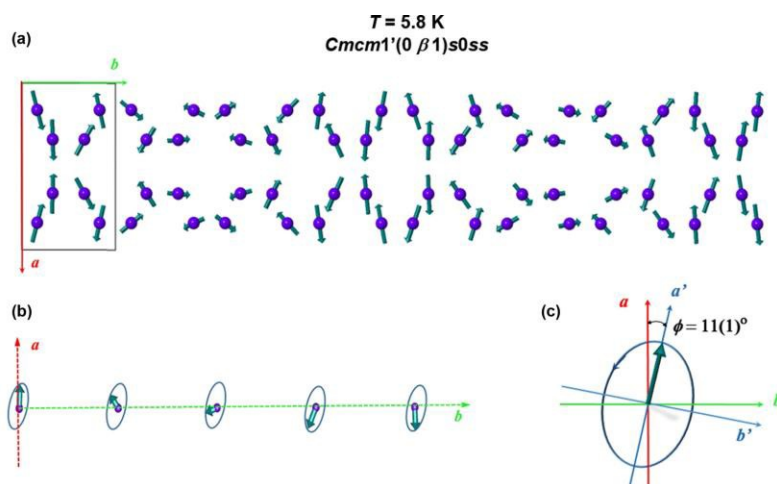 T = 5.8 K
Cmcm1'(0 β 1)s0ss
(a)
b
a
(b)
a
b
(c)
a
a'
ϕ = 11(1)°
b
b'